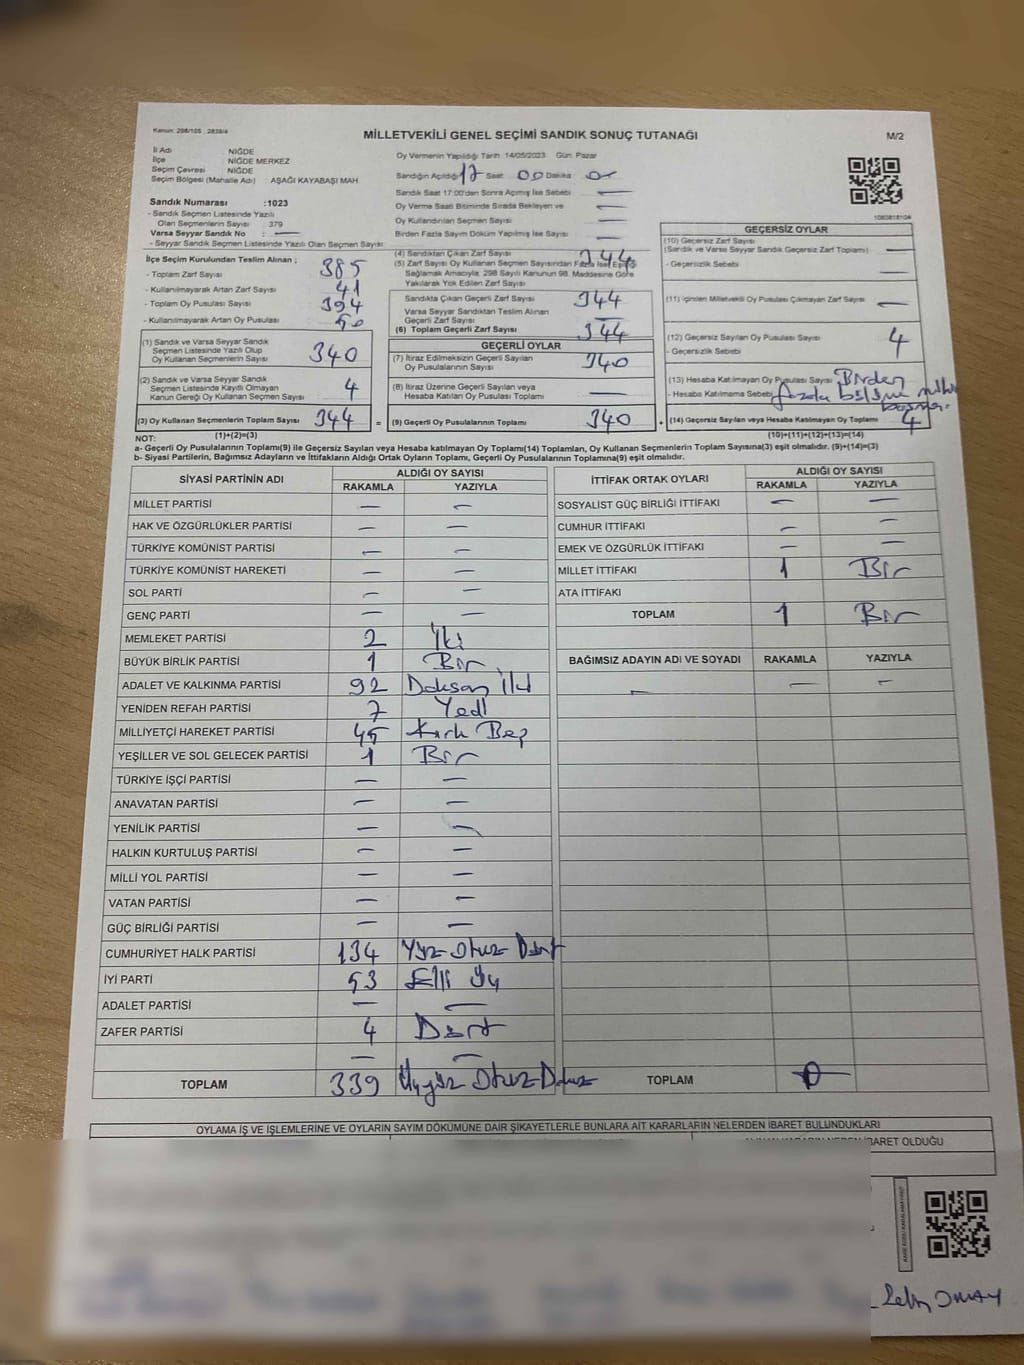 Kanun: 298/105 , 2839/4
MİLLETVEKİLİ GENEL SEÇİMİ SANDIK SONUÇ TUTANAĞI
M/2
İl Adı NİĞDE
İlçe NİĞDE MERKEZ
Seçim Çevresi NİĞDE
Seçim Bölgesi (Mahalle Adı) : AŞAĞI KAYABAŞI MAH.
Sandık Numarası :1023
- Sandık Seçmen Listesinde Yazılı
Olan Seçmenlerin Sayısı : 379
Varsa Seyyar Sandık No : —
- Seyyar Sandık Seçmen Listesinde Yazılı Olan Seçmen Sayısı:
Oy Vermenin Yapıldığı Tarih: 14/05/2023 Gün: Pazar
Sandığın Açıldığı 17 Saat 00 Dakika
Sandık Saat 17:00'den Sonra Açılmış İse Sebebi —
Oy Verme Saati Bitiminde Sırada Bekleyen ve —
Oy Kullandırılan Seçmen Sayısı —
Birden Fazla Sayım Döküm Yapılmış İse Sayısı —
1080818104
İlçe Seçim Kurulundan Teslim Alınan ;
- Toplam Zarf Sayısı 385
- Kullanılmayarak Artan Zarf Sayısı 41
- Toplam Oy Pusulası Sayısı 394
- Kullanılmayarak Artan Oy Pusulası 50
(1) Sandık ve Varsa Seyyar Sandık
Seçmen Listesinde Yazılı Olup
Oy Kullanan Seçmenlerin Sayısı 340
(2) Sandık ve Varsa Seyyar Sandık
Seçmen Listesinde Kayıtlı Olmayan
Kanun Gereği Oy Kullanan Seçmen Sayısı 4
(3) Oy Kullanan Seçmenlerin Toplam Sayısı 344
(1)+(2)=(3)
(4) Sandıktan Çıkan Zarf Sayısı 344
(5) Zarf Sayısı Oy Kullanan Seçmen Sayısından Fazla İse, Eşitliği
Sağlamak Amacıyla; 298 Sayılı Kanunun 98. Maddesine Göre
Yakılarak Yok Edilen Zarf Sayısı
Sandıkta Çıkan Geçerli Zarf Sayısı 344
Varsa Seyyar Sandıktan Teslim Alınan
Geçerli Zarf Sayısı —
(6) Toplam Geçerli Zarf Sayısı 344
GEÇERLİ OYLAR
(7) İtiraz Edilmeksizin Geçerli Sayılan
Oy Pusulalarının Sayısı 340
(8) İtiraz Üzerine Geçerli Sayılan veya
Hesaba Katılan Oy Pusulası Toplamı —
= (9) Geçerli Oy Pusulalarının Toplamı 340
GEÇERSİZ OYLAR
(10) Geçersiz Zarf Sayısı
(Sandık ve Varsa Seyyar Sandık Geçersiz Zarf Toplamı) —
- Geçersizlik Sebebi —
(11) İçinden Milletvekili Oy Pusulası Çıkmayan Zarf Sayısı —
(12) Geçersiz Sayılan Oy Pusulası Sayısı 4
- Geçersizlik Sebebi
(13) Hesaba Katılmayan Oy Pusulası Sayısı Birden
- Hesaba Katılmama Sebebi fazla bölüme mühür
+ (14) Geçersiz Sayılan veya Hesaba Katılmayan Oy Toplamı 4
(10)+(11)+(12)+(13)=(14)
NOT:
a- Geçerli Oy Pusulalarının Toplamı(9) ile Geçersiz Sayılan veya Hesaba katılmayan Oy Toplamı(14) Toplamları, Oy Kullanan Seçmenlerin Toplam Sayısına(3) eşit olmalıdır. (9)+(14)=(3)
b- Siyasi Partilerin, Bağımsız Adayların ve İttifakların Aldığı Ortak Oyların Toplamı, Geçerli Oy Pusulalarının Toplamına(9) eşit olmalıdır.
SİYASİ PARTİNİN ADI ALDIĞI OY SAYISI
RAKAMLA YAZIYLA
MİLLET PARTİSİ — —
HAK VE ÖZGÜRLÜKLER PARTİSİ — —
TÜRKİYE KOMÜNİST PARTİSİ — —
TÜRKİYE KOMÜNİST HAREKETİ — —
SOL PARTİ — —
GENÇ PARTİ — —
MEMLEKET PARTİSİ 2 İki
BÜYÜK BİRLİK PARTİSİ 1 Bir
ADALET VE KALKINMA PARTİSİ 92 Doksan İki
YENİDEN REFAH PARTİSİ 7 Yedi
MİLLİYETÇİ HAREKET PARTİSİ 45 Kırk Beş
YEŞİLLER VE SOL GELECEK PARTİSİ 1 Bir
TÜRKİYE İŞÇİ PARTİSİ — —
ANAVATAN PARTİSİ — —
YENİLİK PARTİSİ — —
HALKIN KURTULUŞ PARTİSİ — —
MİLLİ YOL PARTİSİ — —
VATAN PARTİSİ — —
GÜÇ BİRLİĞİ PARTİSİ — —
CUMHURİYET HALK PARTİSİ 134 Yüz Otuz Dört
İYİ PARTİ 53 Elli Üç
ADALET PARTİSİ — —
ZAFER PARTİSİ 4 Dört
— —
TOPLAM 339 Üçyüz Otuz Dokuz
İTTİFAK ORTAK OYLARI ALDIĞI OY SAYISI
RAKAMLA YAZIYLA
SOSYALİST GÜÇ BİRLİĞİ İTTİFAKI — —
CUMHUR İTTİFAKI — —
EMEK VE ÖZGÜRLÜK İTTİFAKI — —
MİLLET İTTİFAKI 1 Bir
ATA İTTİFAKI
TOPLAM 1 Bir
BAĞIMSIZ ADAYIN ADI VE SOYADI RAKAMLA YAZIYLA
— — —
TOPLAM 0
OYLAMA İŞ VE İŞLEMLERİNE VE OYLARIN SAYIM DÖKÜMÜNE DAİR ŞİKAYETLERLE BUNLARA AİT KARARLARIN NELERDEN İBARET BULUNDUKLARI
İBARET OLDUĞU